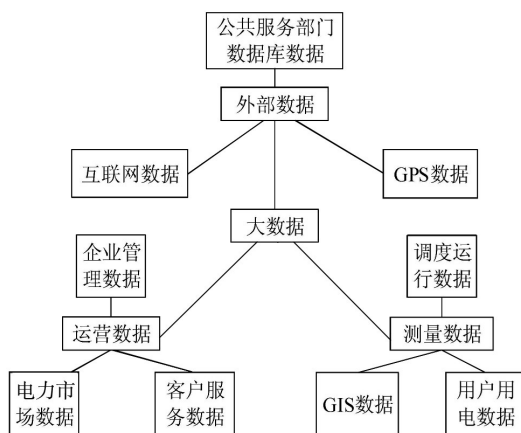 公共服务部门
数据库数据
外部数据
互联网数据
GPS数据
大数据
企业管
理数据
调度运
行数据
运营数据
测量数据
电力市
场数据
客户服
务数据
GIS数据
用户用
电数据